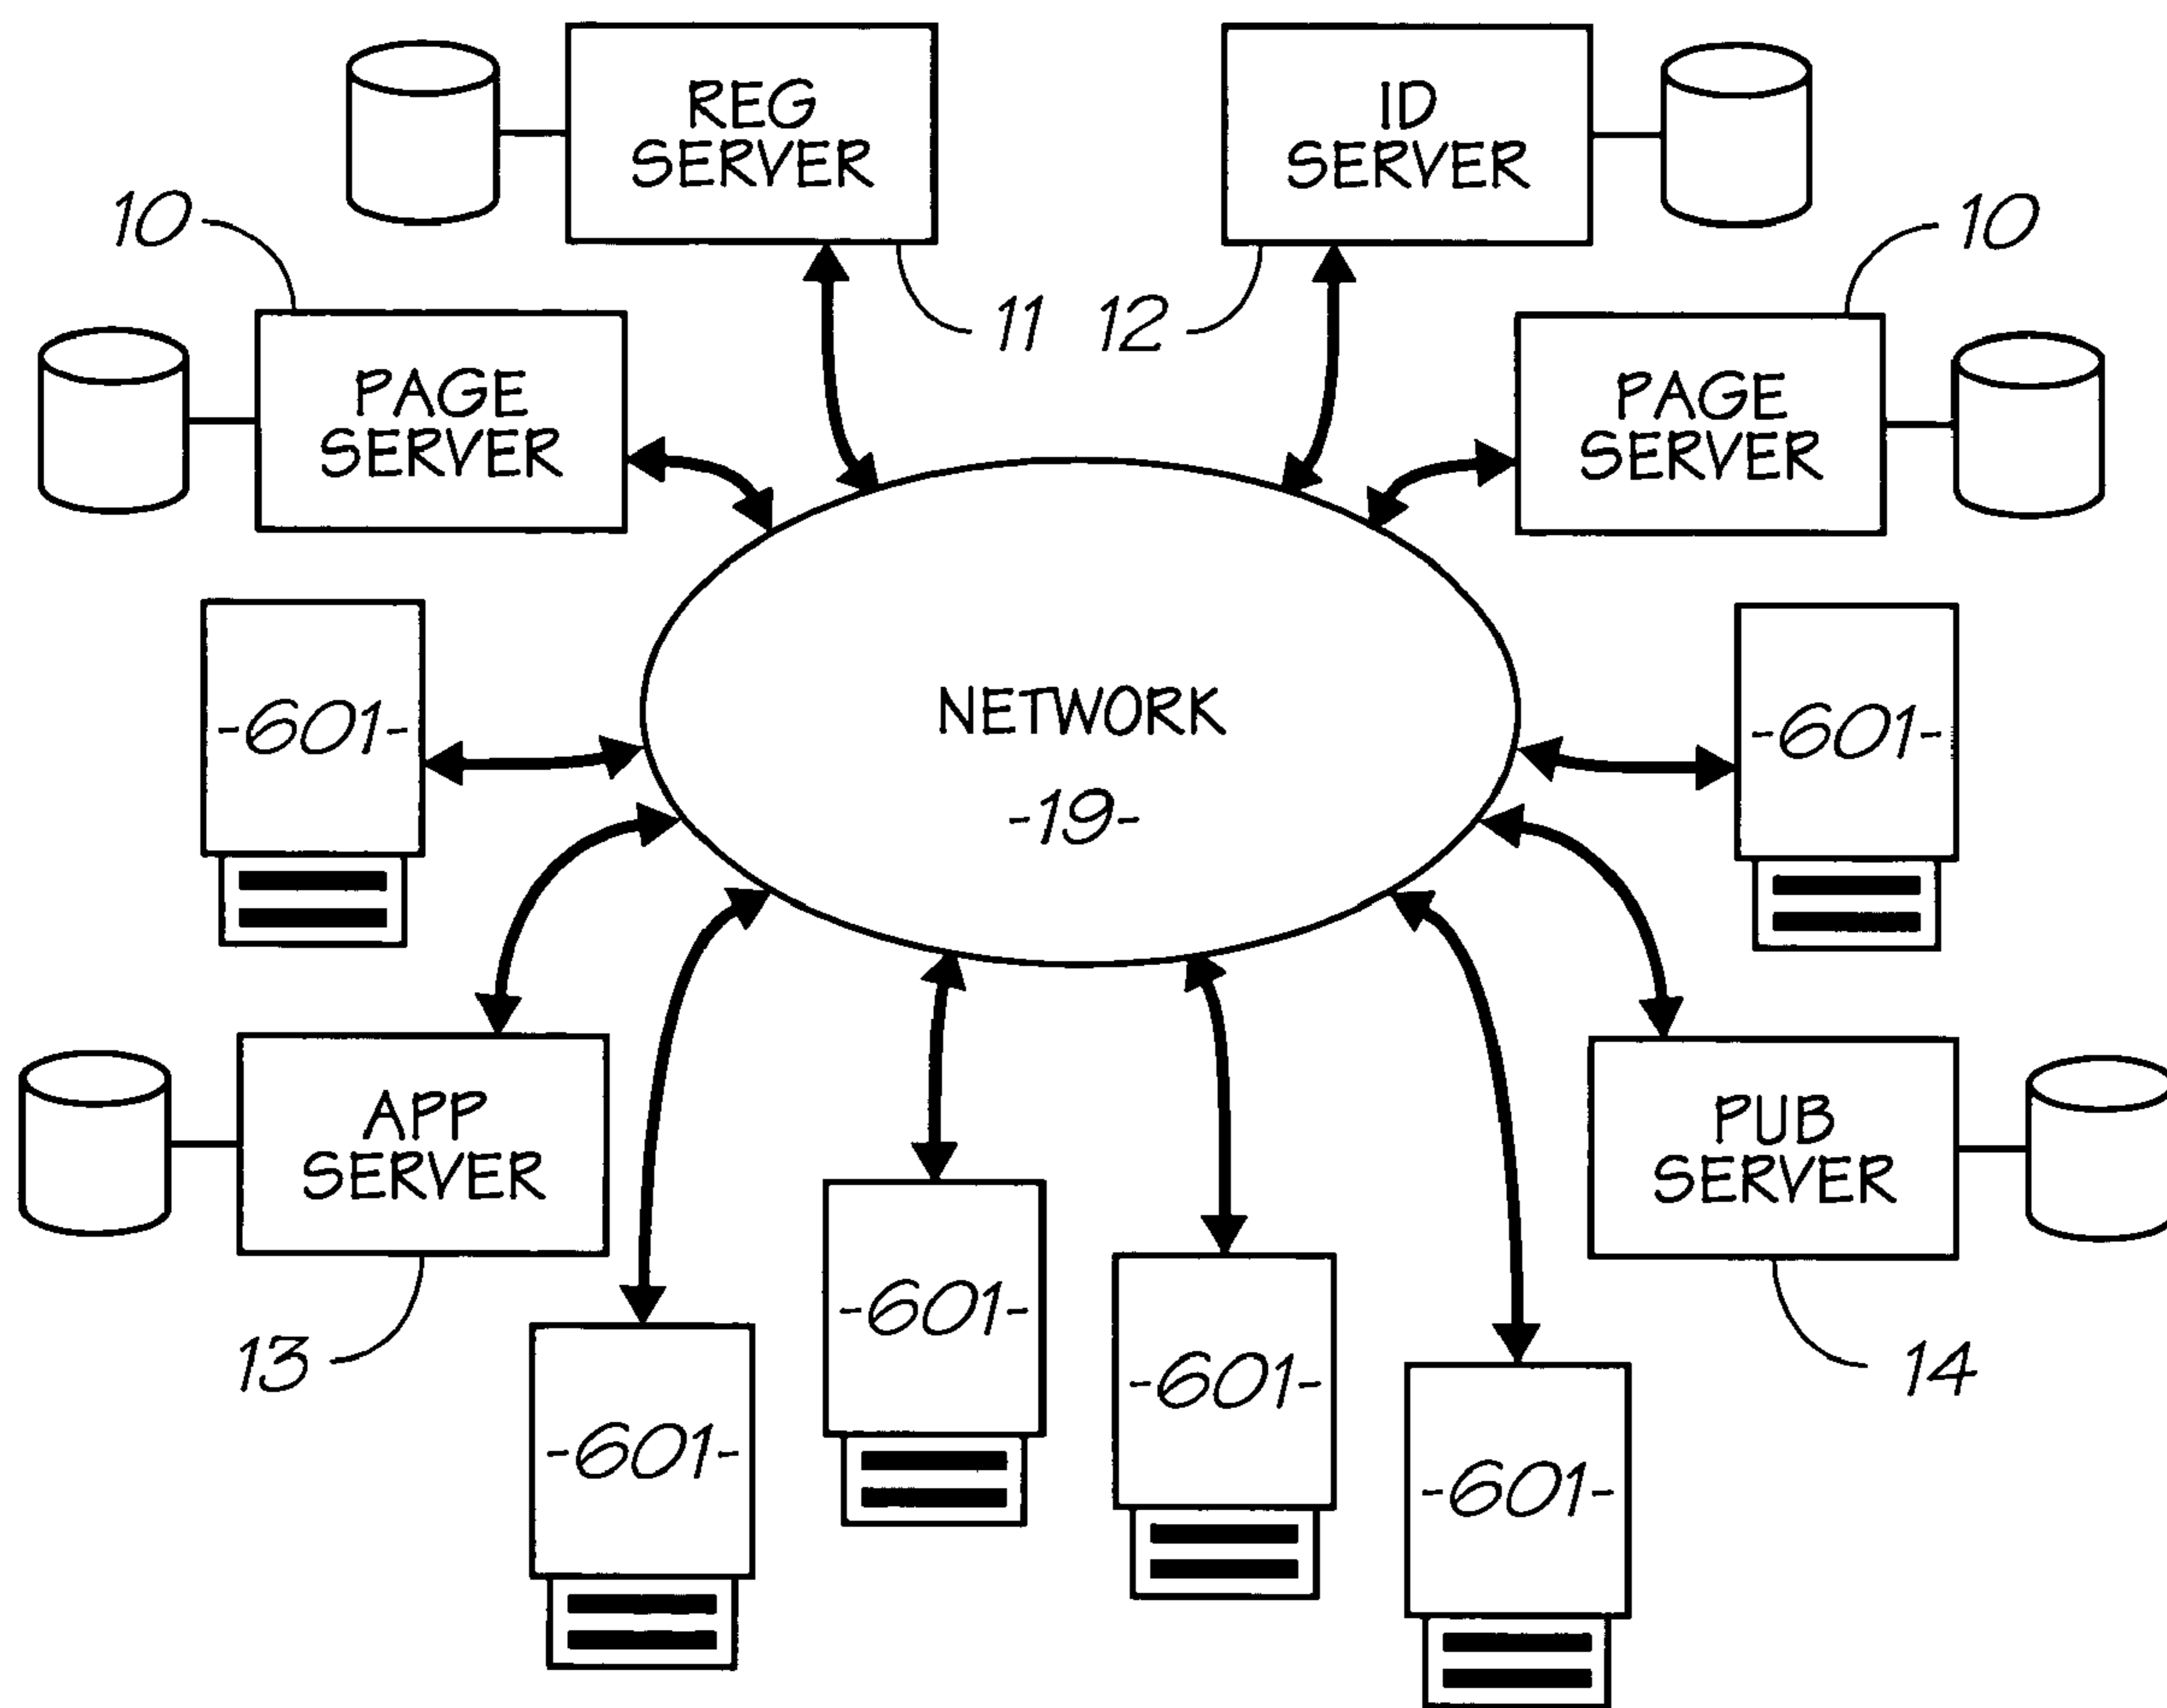 REG
SERVER
ID
SERVER
10
10
11
12
PAGE
SERVER
PAGE
SERVER
-601-
NETWORK
-19-
-601-
APP
SERVER
PUB
SERVER
13
-601-
-601-
-601-
-601-
14